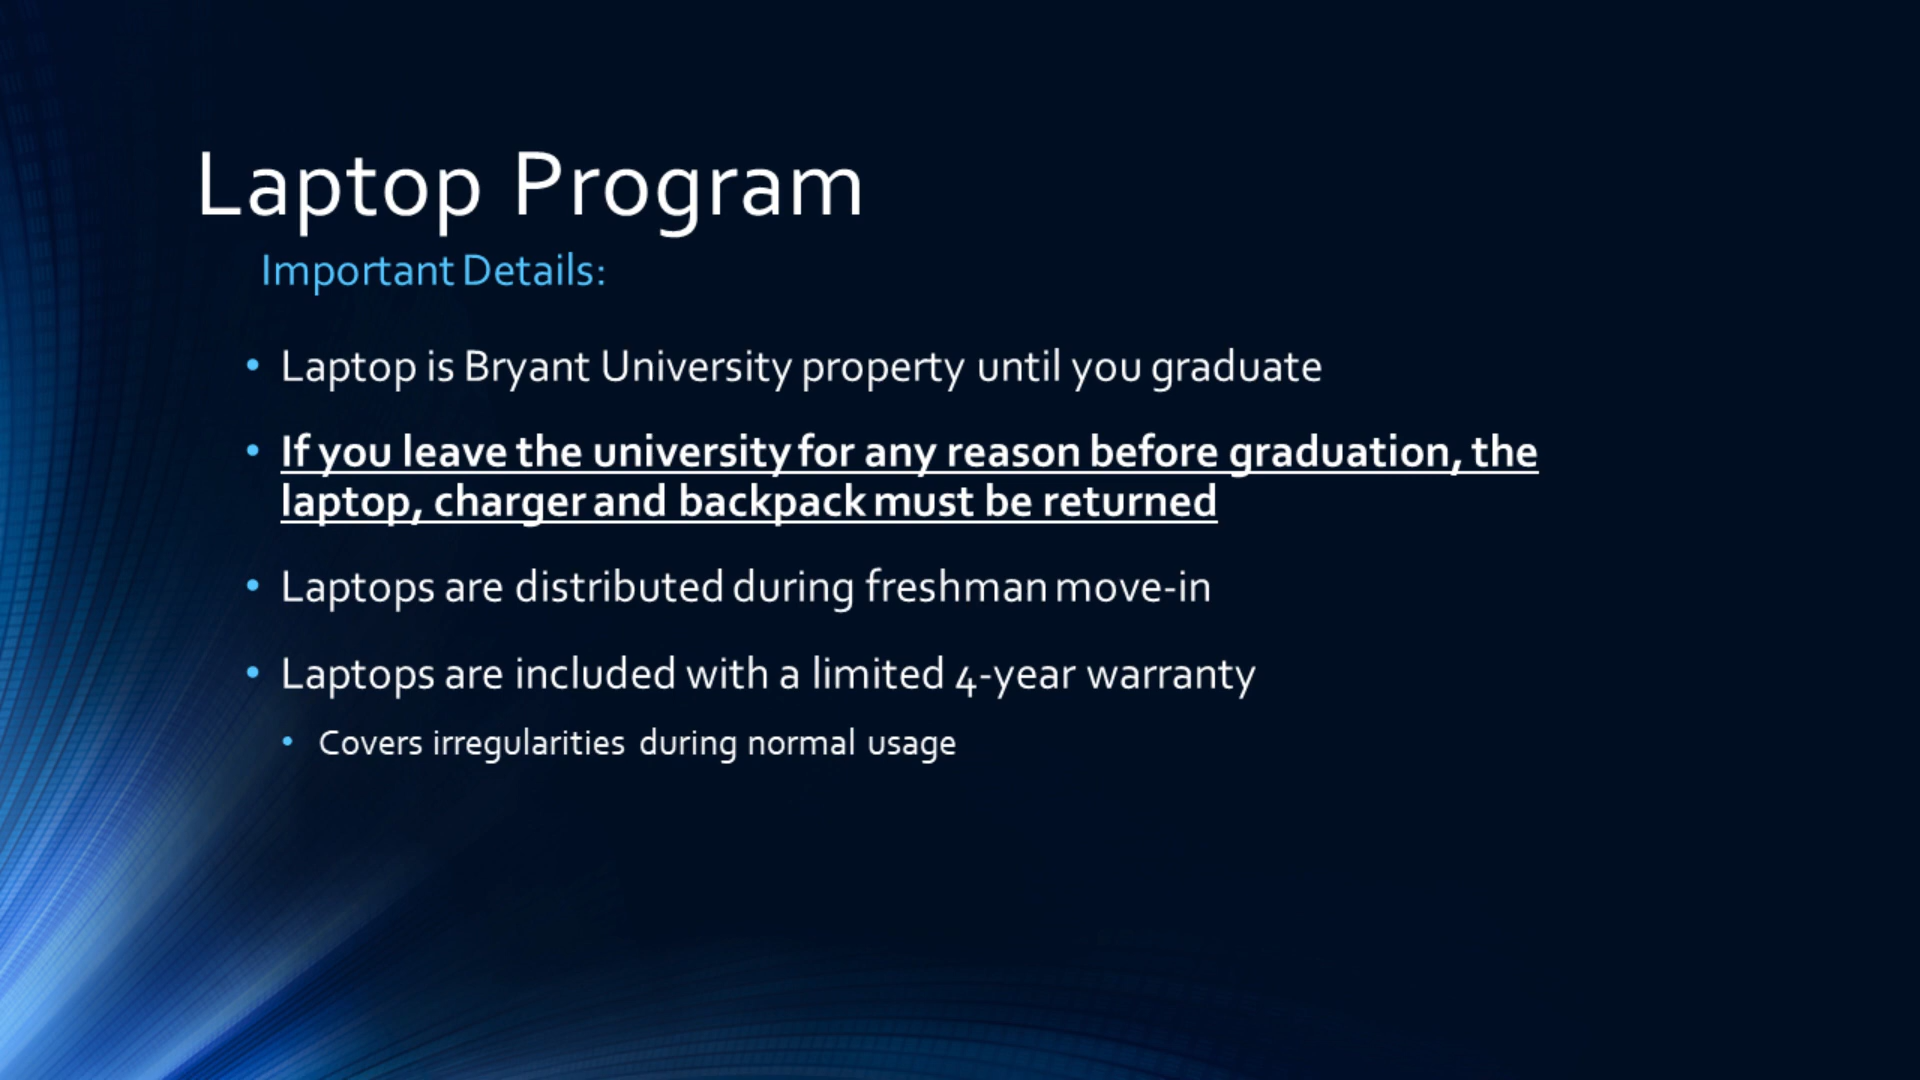 Laptop Program
Important Details:
• Laptop is Bryant University property until you graduate
• If you leave the university for any reason before graduation, the
laptop, charger and backpack must be returned
• Laptops are distributed during freshman move-in
• Laptops are included with a limited 4-year warranty
• Covers irregularities during normal usage